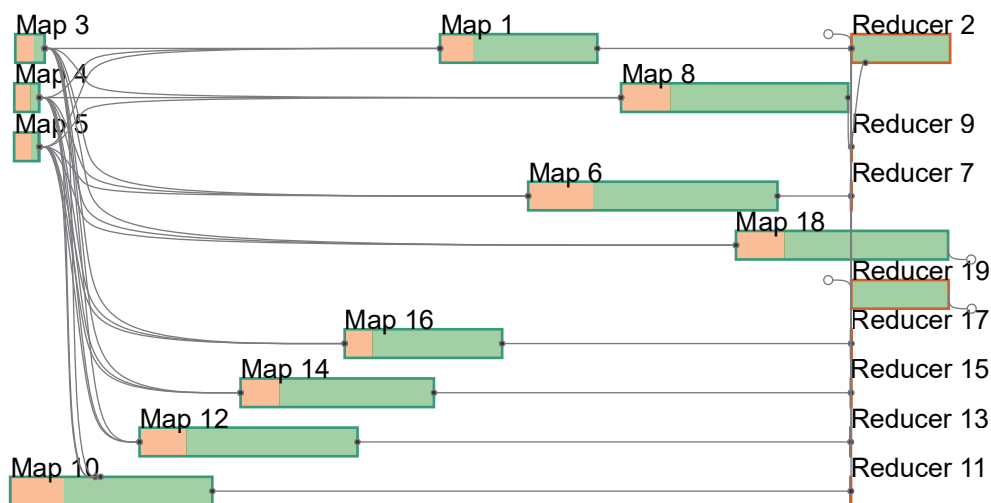 Map 3 Map 1 Reducer 2
Map 4 Map 8
Map 5 Reducer 9
Map 6 Reducer 7
Map 18
Reducer 19
Map 16 Reducer 17
Map 14 Reducer 15
Map 12 Reducer 13
Map 10 Reducer 11